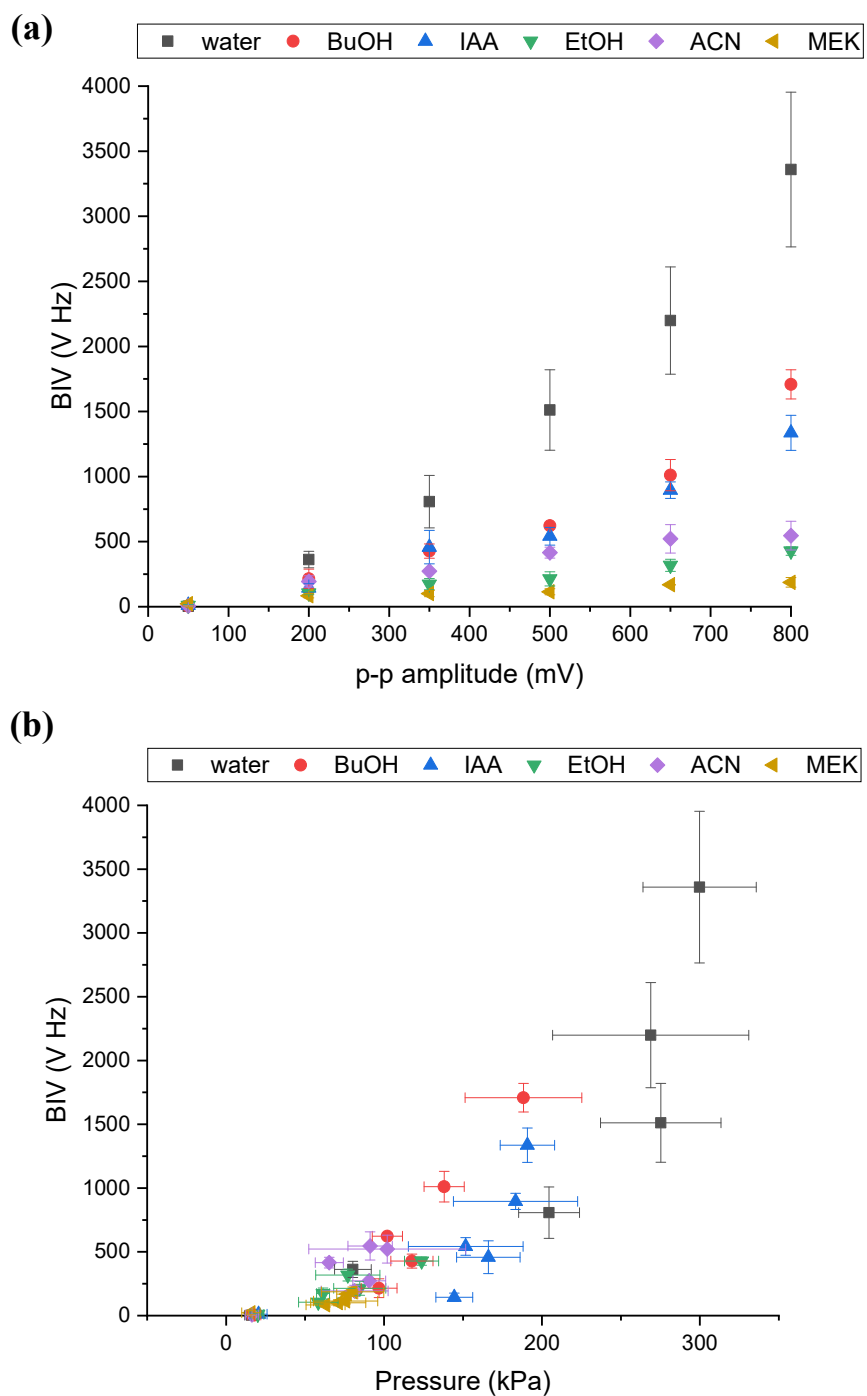 (a)
water BuOH IAA EtOH ACN MEK
4000
3500
3000
2500
2000
1500
1000
500
0
BIV (V Hz)
0 100 200 300 400 500 600 700 800
p-p amplitude (mV)
(b)
water BuOH IAA EtOH ACN MEK
4000
3500
3000
2500
2000
1500
1000
500
0
BIV (V Hz)
0 100 200 300
Pressure (kPa)